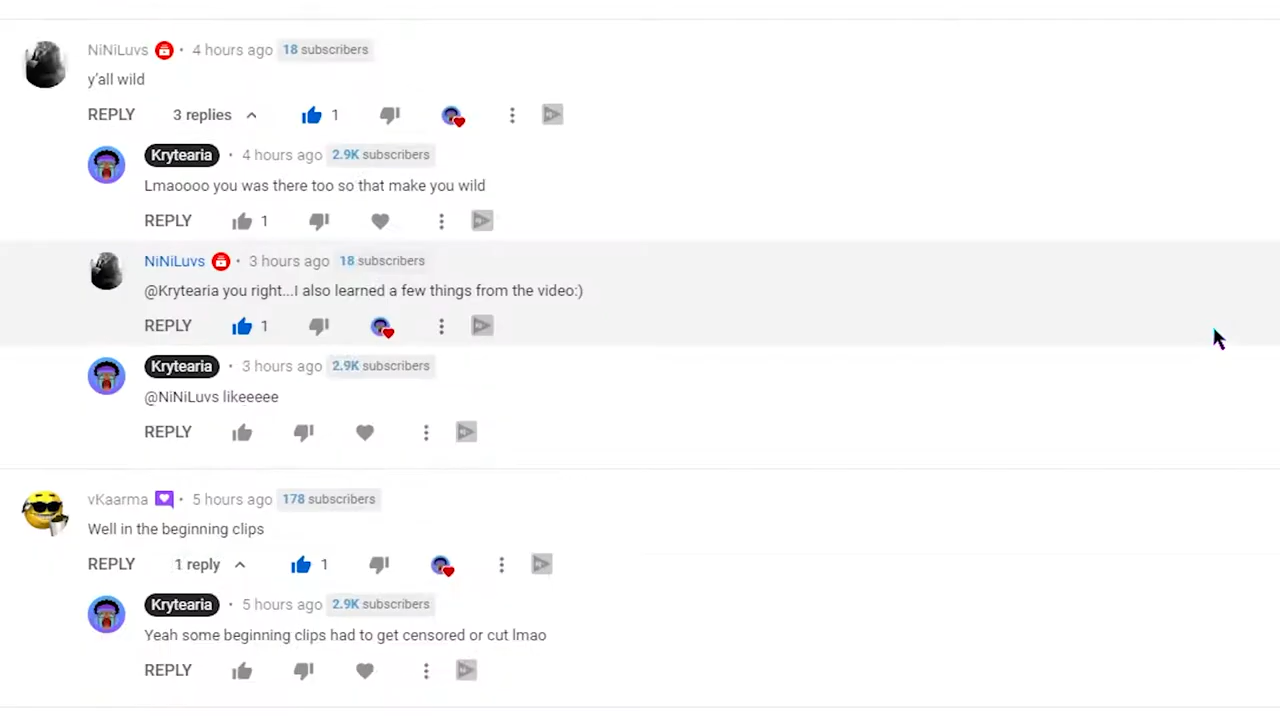 NiNiLuvs • 4 hours ago 18 subscribers
y'all wild
REPLY 3 replies 1
Krytearia • 4 hours ago 2.9K subscribers
Lmaoooo you was there too so that make you wild
REPLY 1
NiNiLuvs • 3 hours ago 18 subscribers
@Krytearia you right...I also learned a few things from the video:)
REPLY 1
Krytearia • 3 hours ago 2.9K subscribers
@NiNiLuvs likeeeee
REPLY
vKaarma • 5 hours ago 178 subscribers
Well in the beginning clips
REPLY 1 reply 1
Krytearia • 5 hours ago 2.9K subscribers
Yeah some beginning clips had to get censored or cut lmao
REPLY